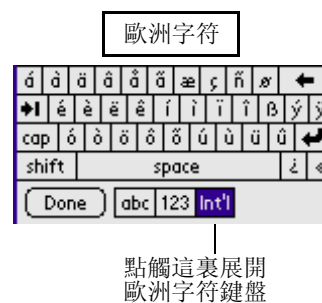 歐洲字符
á à ä â å ã æ ç ñ ø
é è ë ê í ì ï î ß ý
cap ó ò ö ô õ ú ù ü û
shift space ¿ «
Done abc 123 Int'l
點觸這裏展開
歐洲字符鍵盤